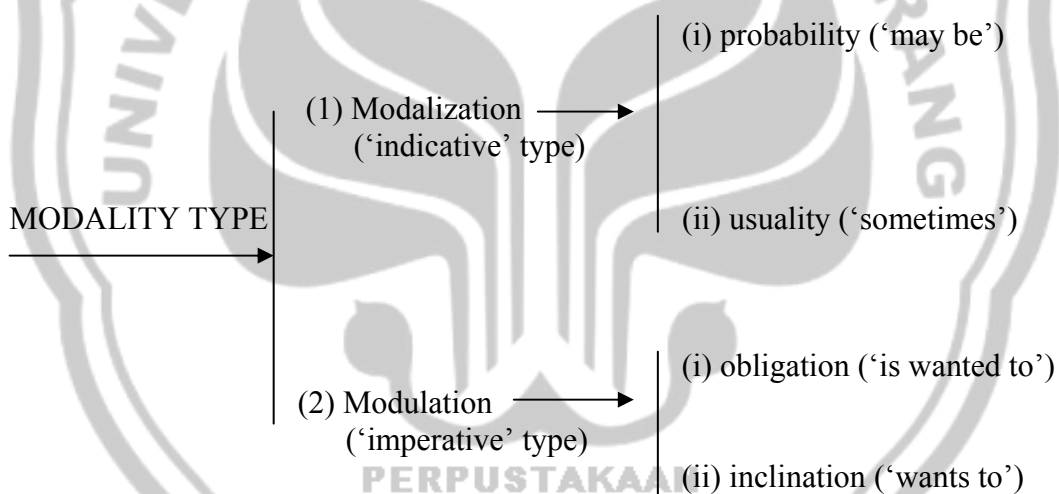 (i) probability (‘may be’)
(1) Modalization
(‘indicative’ type)
MODALITY TYPE
(ii) usuality (‘sometimes’)
(i) obligation (‘is wanted to’)
(2) Modulation
(‘imperative’ type)
(ii) inclination (‘wants to’)
PERPUSTAKAAN